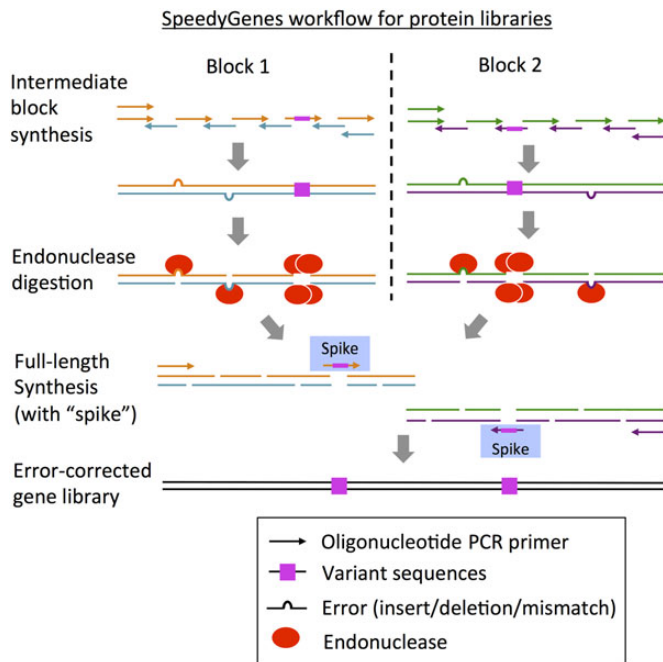 SpeedyGenes workflow for protein libraries
Block 1
Block 2
Intermediate
block
synthesis
Endonuclease
digestion
Full-length
Synthesis
(with “spike”)
Spike
Spike
Error-corrected
gene library
Oligonucleotide PCR primer
Variant sequences
Error (insert/deletion/mismatch)
Endonuclease